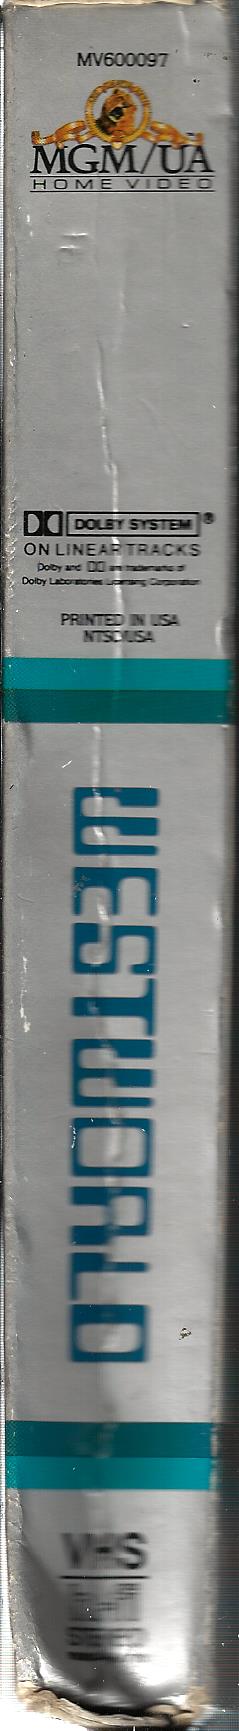 MV600097
MGM/UA
HOME VIDEO
DOLBY SYSTEM ®
ON LINEAR TRACKS
Dolby and are trademarks of
Dolby Laboratories Licensing Corporation
PRINTED IN USA
NTSC/USA
WESTWORLD
VHS
STEREO